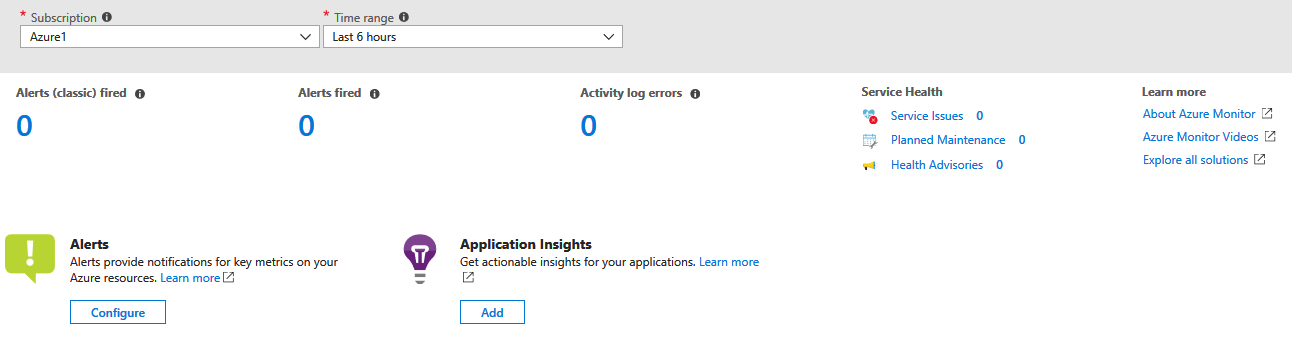 * Subscription
* Time range
Azure1
Last 6 hours
Alerts (classic) fired
0
Alerts fired
0
Activity log errors
0
Service Health
Service Issues 0
Planned Maintenance 0
Health Advisories 0
Learn more
About Azure Monitor
Azure Monitor Videos
Explore all solutions
Alerts
Alerts provide notifications for key metrics on your
Azure resources. Learn more
Configure
Application Insights
Get actionable insights for your applications. Learn more
Add